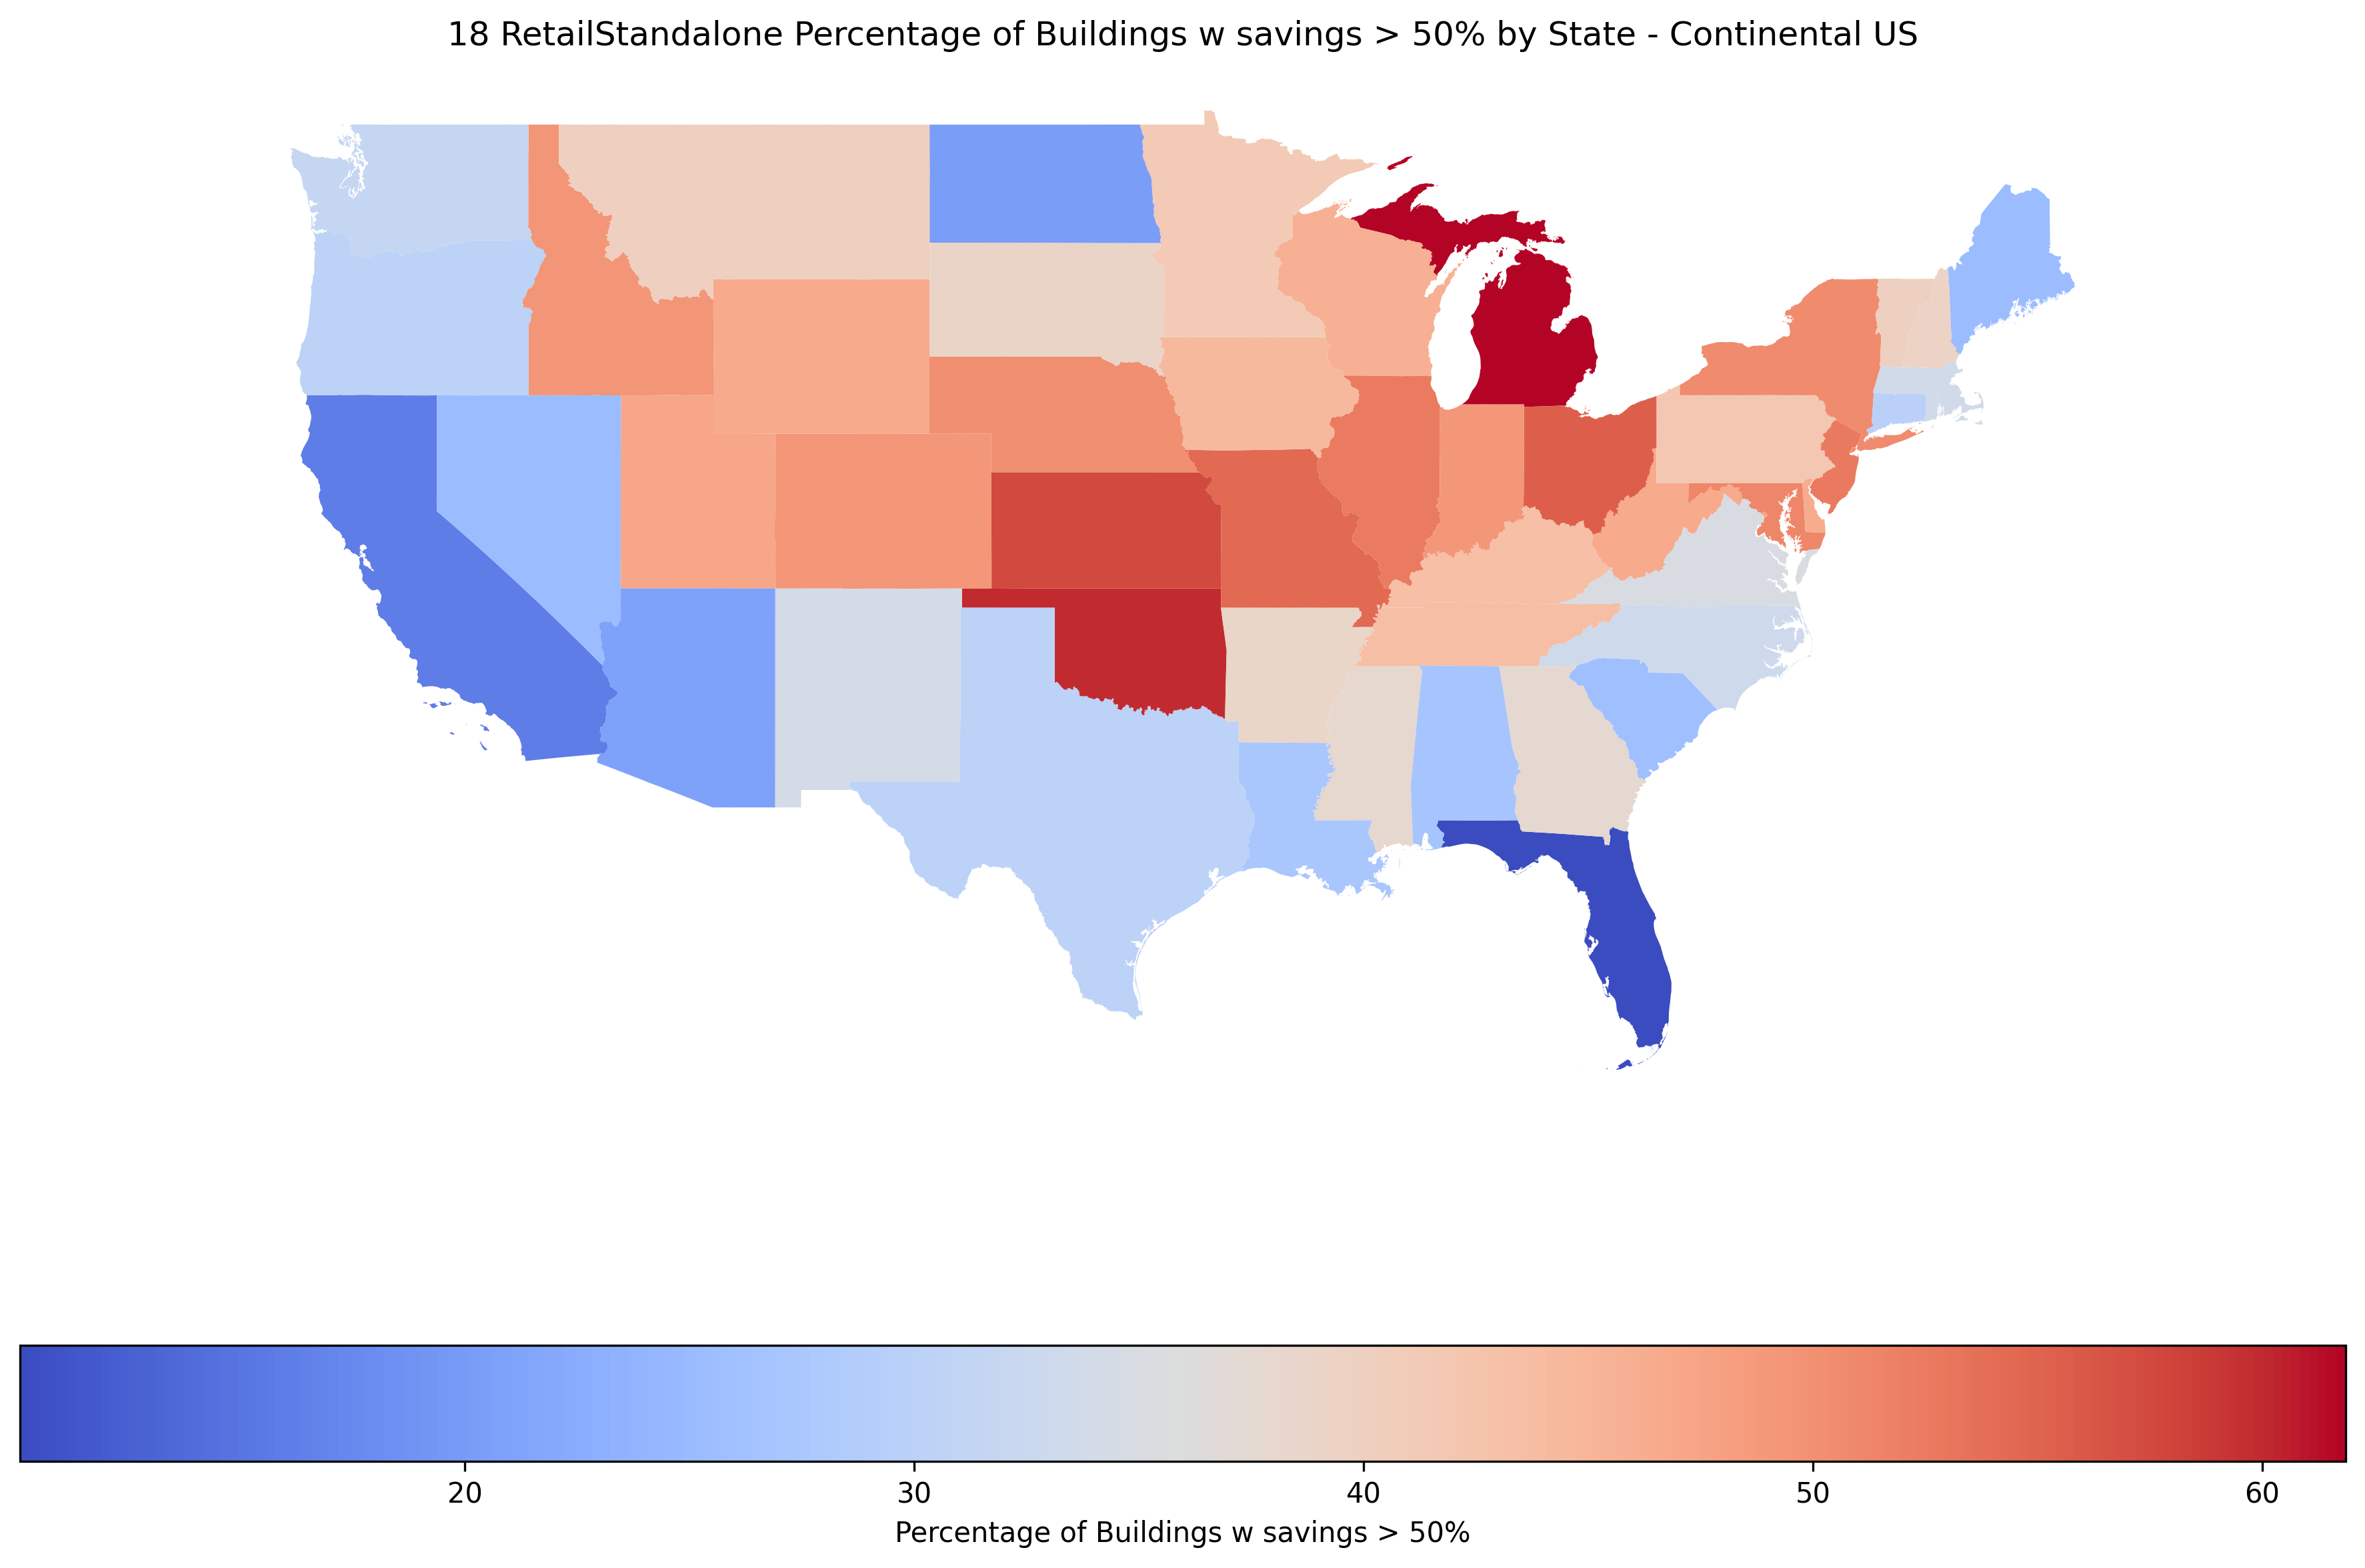 18 RetailStandalone Percentage of Buildings w savings > 50% by State - Continental US
20 30 40 50 60
Percentage of Buildings w savings > 50%